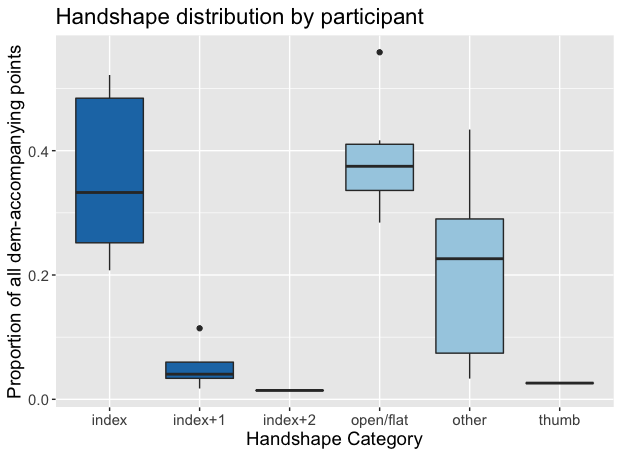 Handshape distribution by participant
Proportion of all dem-accompanying points
0.4
0.2
0.0
index index+1 index+2 open/flat other thumb
Handshape Category